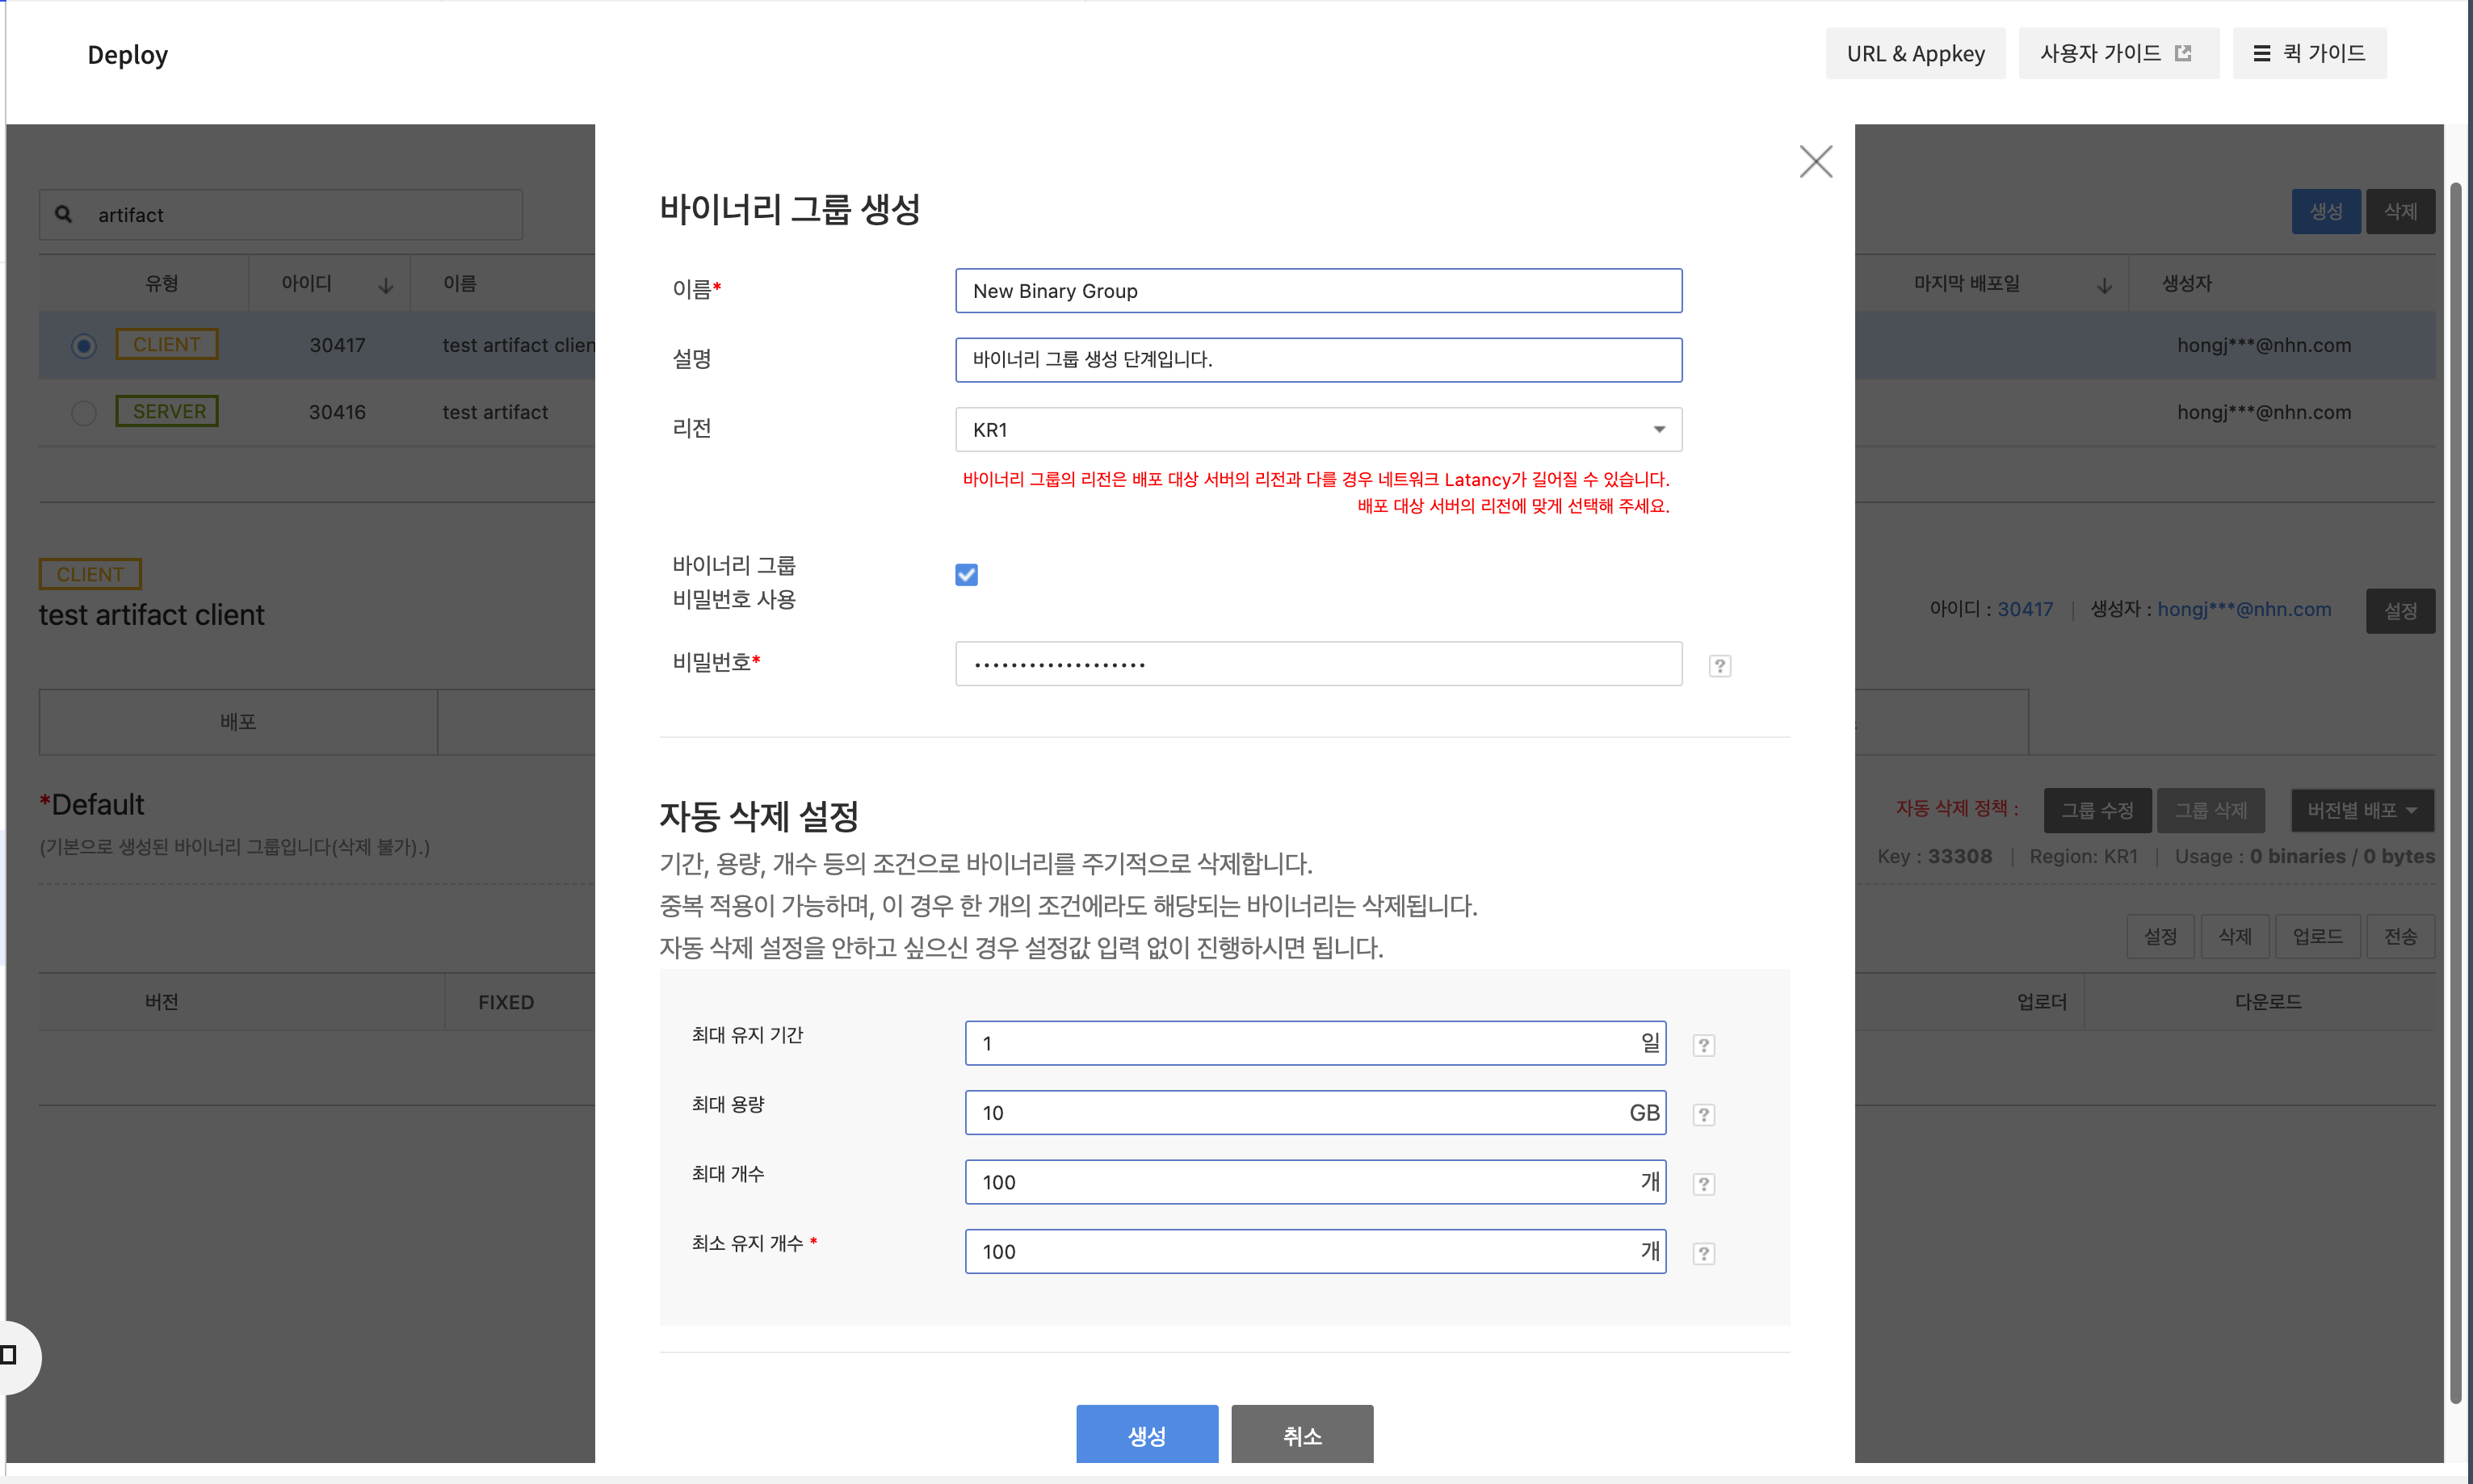 Deploy
URL & Appkey
사용자 가이드
퀵 가이드
artifact
생성
삭제
유형
아이디
이름
마지막 배포일
생성자
CLIENT
30417
test artifact clien
hongj***@nhn.com
SERVER
30416
test artifact
hongj***@nhn.com
CLIENT
test artifact client
아이디 : 30417
생성자 : hongj***@nhn.com
설정
배포
*Default
(기본으로 생성된 바이너리 그룹입니다(삭제 불가).)
자동 삭제 정책 :
그룹 수정
그룹 삭제
버전별 배포
Key : 33308
Region: KR1
Usage : 0 binaries / 0 bytes
설정
삭제
업로드
전송
버전
FIXED
업로더
다운로드
바이너리 그룹 생성
이름*
New Binary Group
설명
바이너리 그룹 생성 단계입니다.
리전
KR1
바이너리 그룹의 리전은 배포 대상 서버의 리전과 다를 경우 네트워크 Latancy가 길어질 수 있습니다.
배포 대상 서버의 리전에 맞게 선택해 주세요.
바이너리 그룹
비밀번호 사용
비밀번호*
•••••••••••••••••••
?
자동 삭제 설정
기간, 용량, 개수 등의 조건으로 바이너리를 주기적으로 삭제합니다.
중복 적용이 가능하며, 이 경우 한 개의 조건에라도 해당되는 바이너리는 삭제됩니다.
자동 삭제 설정을 안하고 싶으신 경우 설정값 입력 없이 진행하시면 됩니다.
최대 유지 기간
1
일
?
최대 용량
10
GB
?
최대 개수
100
개
?
최소 유지 개수 *
100
개
?
생성
취소